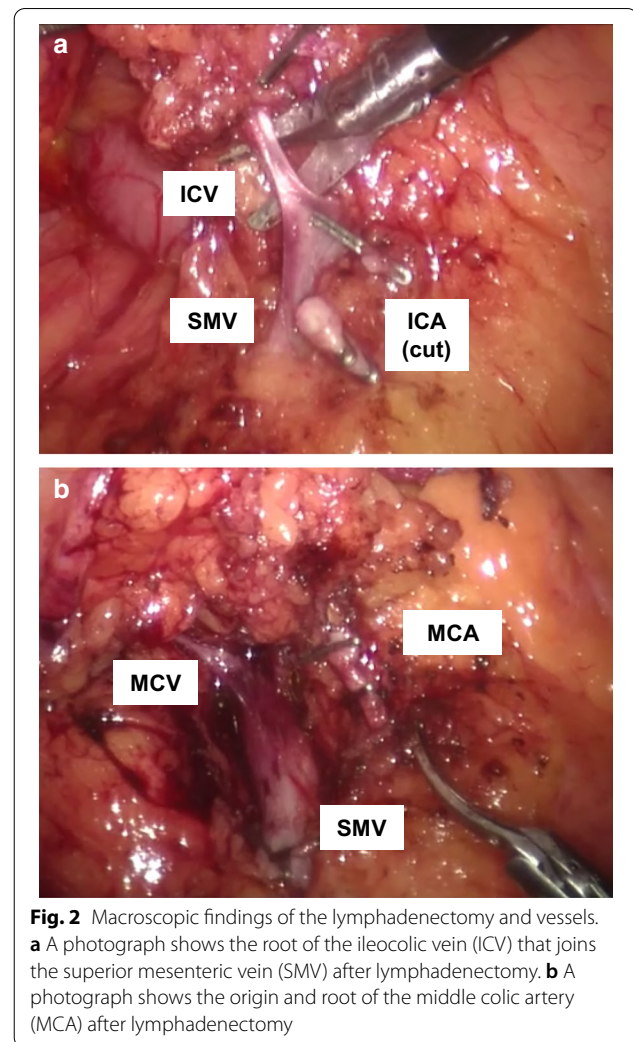 a
ICV
SMV
ICA
(cut)
b
MCA
MCV
SMV
Fig. 2 Macroscopic findings of the lymphadenectomy and vessels.
a A photograph shows the root of the ileocolic vein (ICV) that joins
the superior mesenteric vein (SMV) after lymphadenectomy. b A
photograph shows the origin and root of the middle colic artery
(MCA) after lymphadenectomy